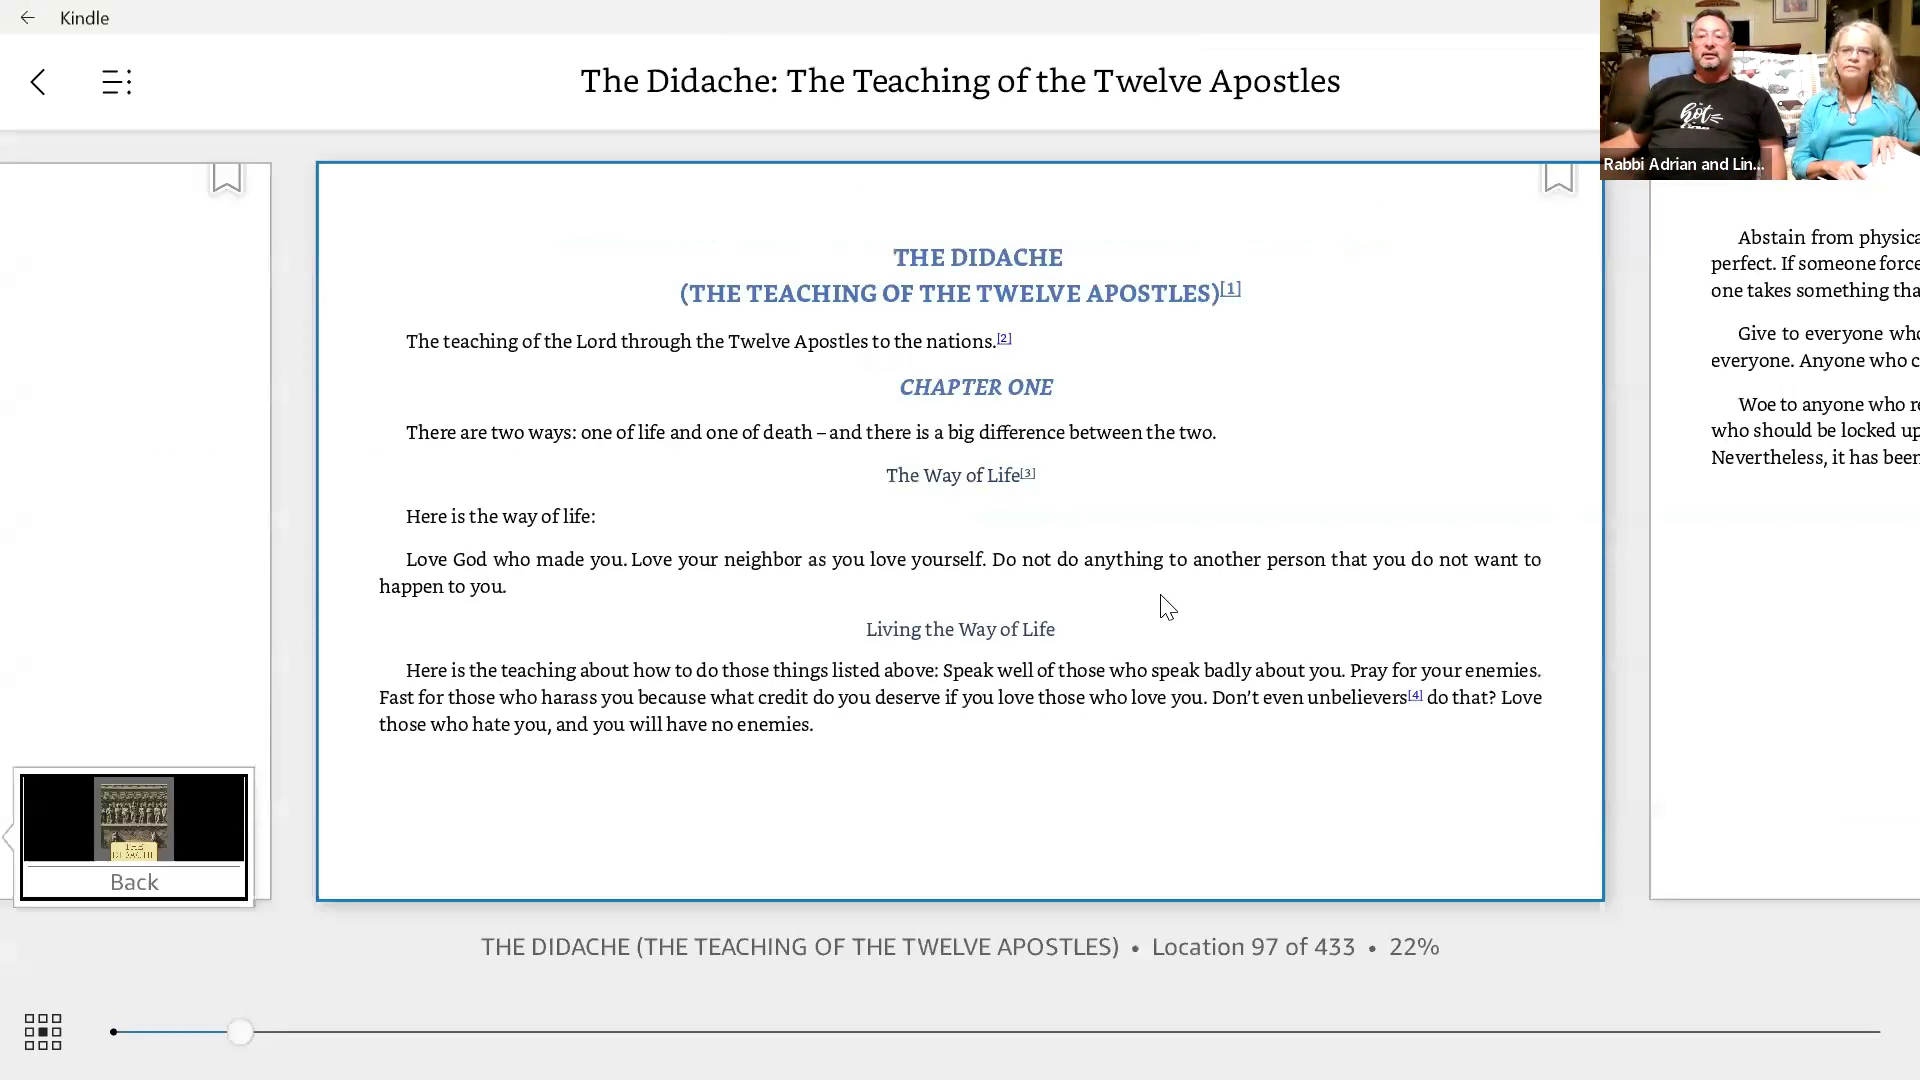 Kindle
The Didache: The Teaching of the Twelve Apostles
hot
Rabbi Adrian and Lin...
THE DIDACHE
(THE TEACHING OF THE TWELVE APOSTLES)[1]
The teaching of the Lord through the Twelve Apostles to the nations.[2]
CHAPTER ONE
There are two ways: one of life and one of death – and there is a big difference between the two.
The Way of Life[3]
Here is the way of life:
Love God who made you. Love your neighbor as you love yourself. Do not do anything to another person that you do not want to
happen to you.
Living the Way of Life
Here is the teaching about how to do those things listed above: Speak well of those who speak badly about you. Pray for your enemies.
Fast for those who harass you because what credit do you deserve if you love those who love you. Don’t even unbelievers[4] do that? Love
those who hate you, and you will have no enemies.
Abstain from physica
perfect. If someone force
one takes something tha
Give to everyone who
everyone. Anyone who c
Woe to anyone who re
who should be locked up
Nevertheless, it has been
THE
DIDACHE
Back
THE DIDACHE (THE TEACHING OF THE TWELVE APOSTLES) • Location 97 of 433 • 22%